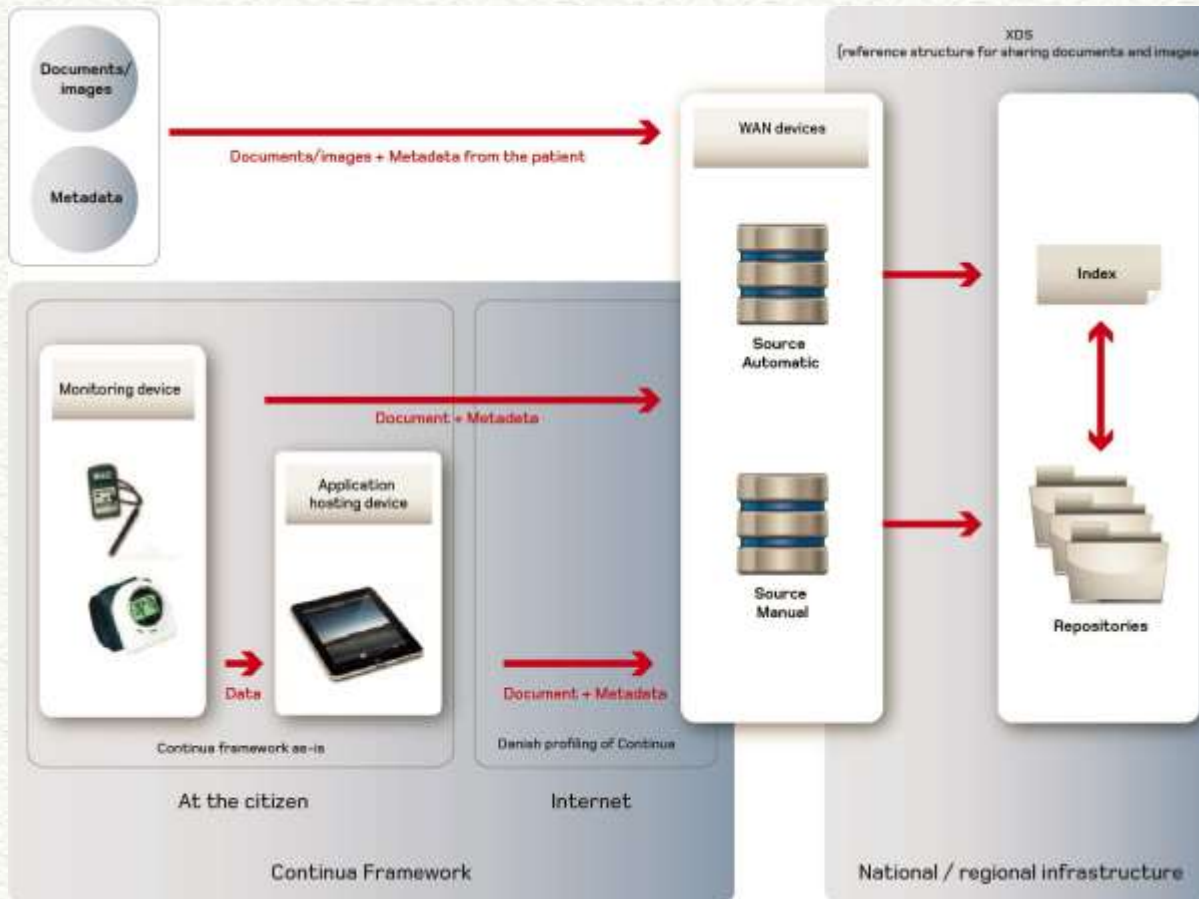 XDS
(reference structure for sharing documents and images
Documents/
images
Metadata
Documents/images + Metadata from the patient
WAN devices
Source
Automatic
Source
Manual
Index
Repositories
Monitoring device
Document + Metadata
Application
hosting device
Data
Document + Metadata
Continua framework as-is
Danish profiling of Continua
At the citizen
Internet
Continua Framework
National / regional infrastructure